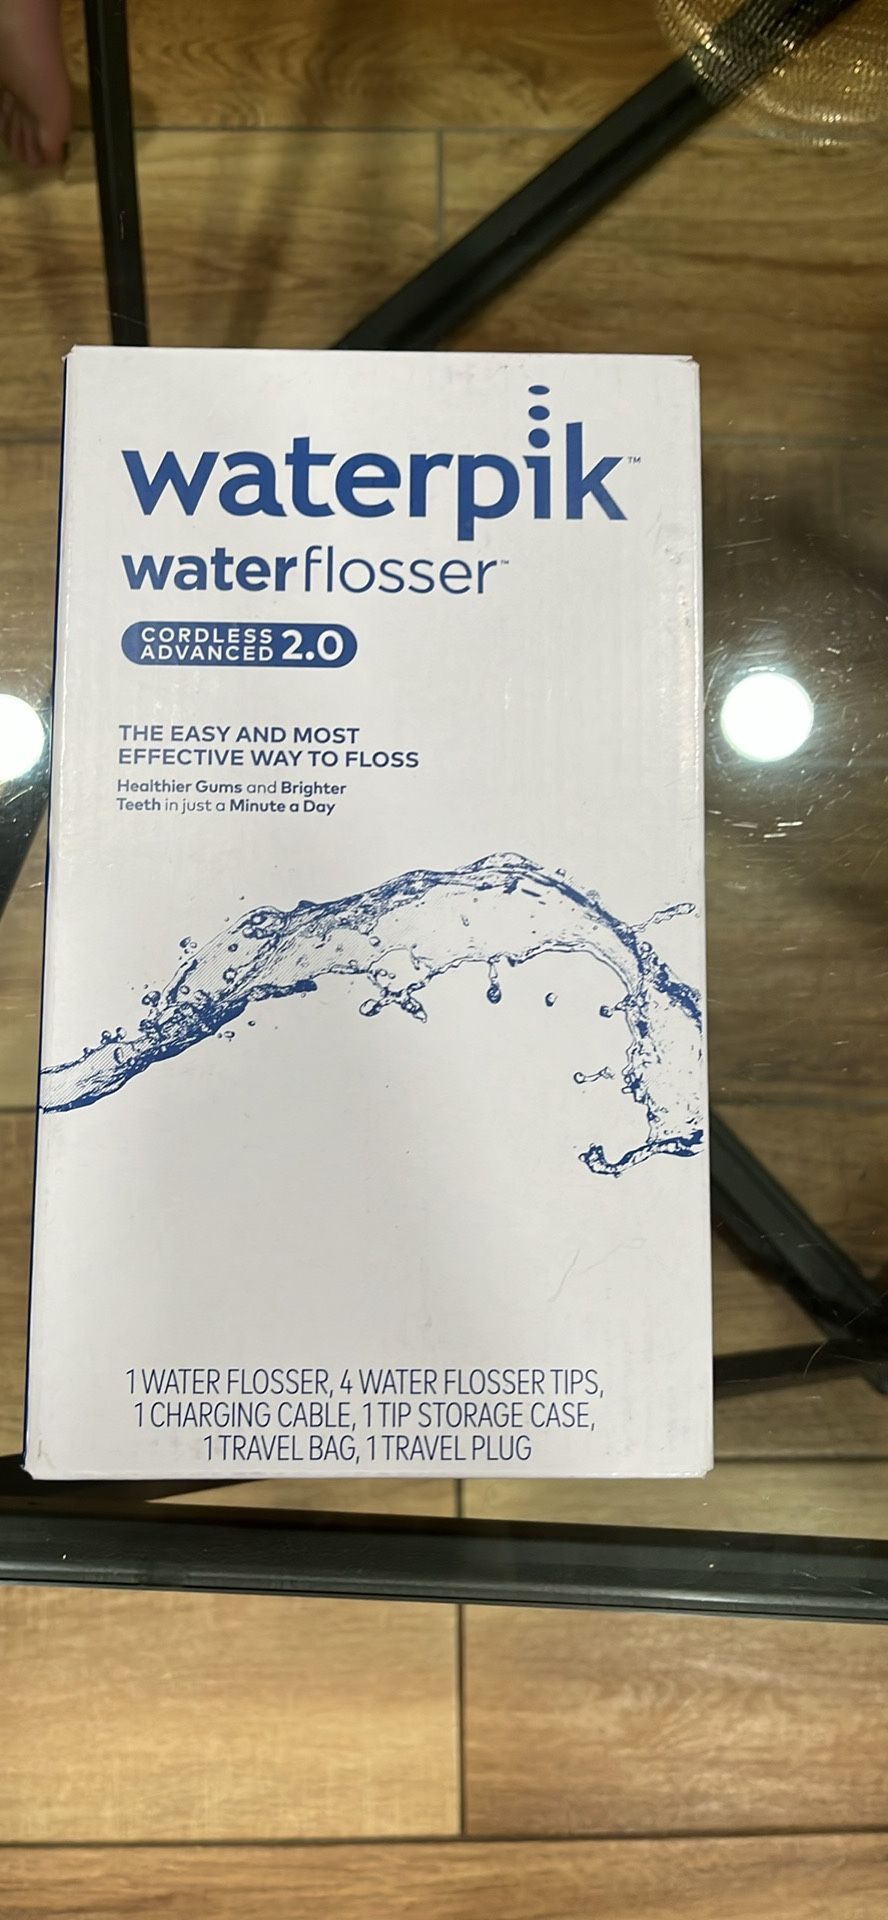 waterpik™
waterflosser™
CORDLESS
ADVANCED 2.0
THE EASY AND MOST
EFFECTIVE WAY TO FLOSS
Healthier Gums and Brighter
Teeth in just a Minute a Day
1 WATER FLOSSER, 4 WATER FLOSSER TIPS,
1 CHARGING CABLE, 1 TIP STORAGE CASE,
1 TRAVEL BAG, 1 TRAVEL PLUG